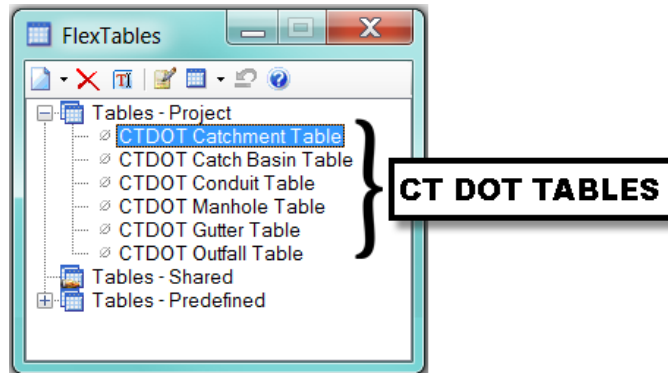 FlexTables
Tables - Project
CTDOT Catchment Table
CTDOT Catch Basin Table
CTDOT Conduit Table
CTDOT Manhole Table
CTDOT Gutter Table
CTDOT Outfall Table
Tables - Shared
Tables - Predefined
CT DOT TABLES